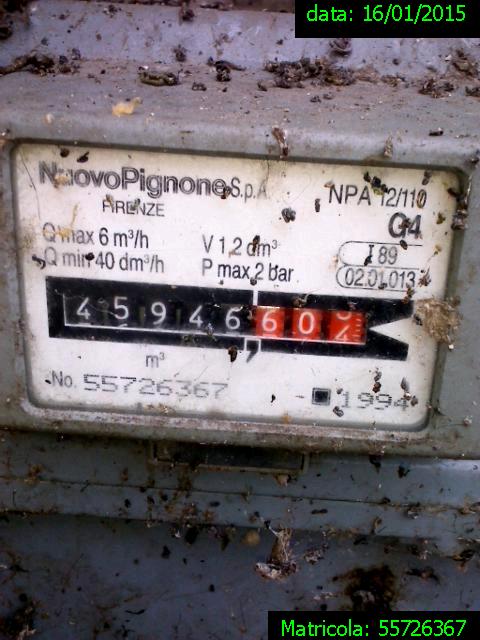 data: 16/01/2015
NuovoPignone S.p.A
FIRENZE
NPA 12/110
G4
Q max 6 m³/h
Q min 40 dm³/h
V 1,2 dm³
P max 2 bar
I 89
02.01.013
4 5 9 4 6 6 0
,
m³
No. 55726367
- 1994
Matricola: 55726367